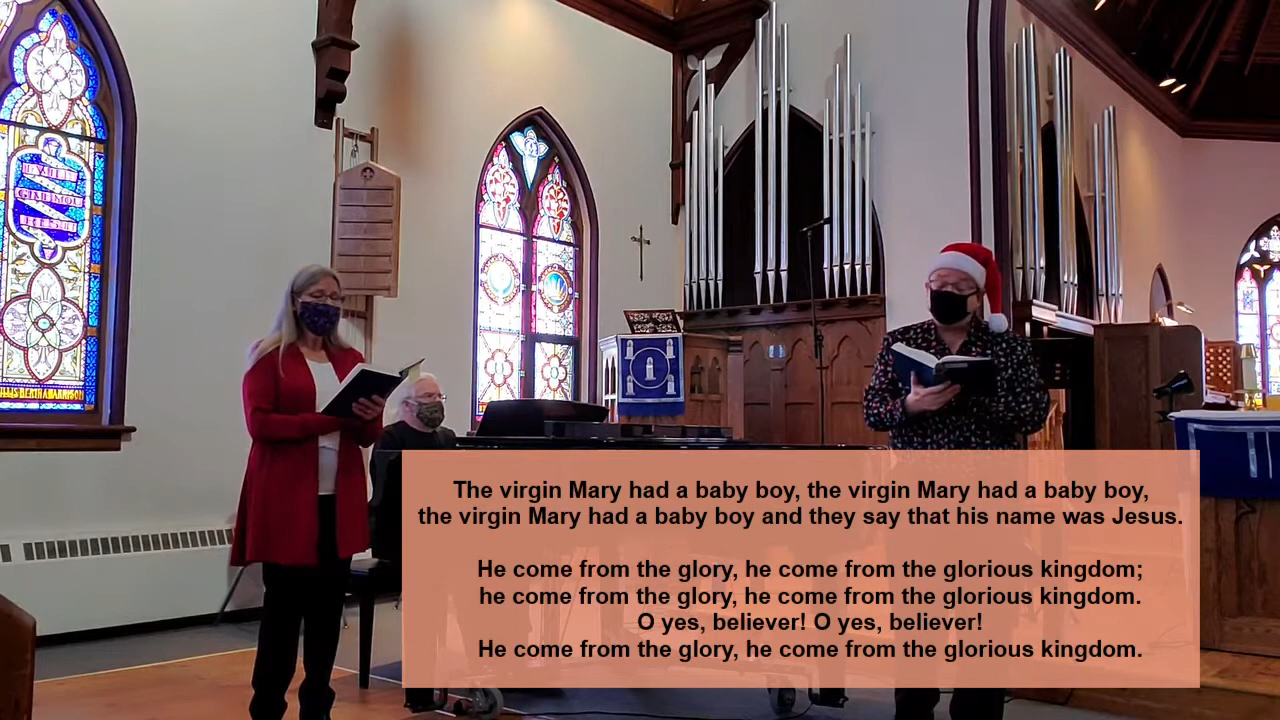 The virgin Mary had a baby boy, the virgin Mary had a baby boy,
the virgin Mary had a baby boy and they say that his name was Jesus.
He come from the glory, he come from the glorious kingdom;
he come from the glory, he come from the glorious kingdom.
O yes, believer! O yes, believer!
He come from the glory, he come from the glorious kingdom.